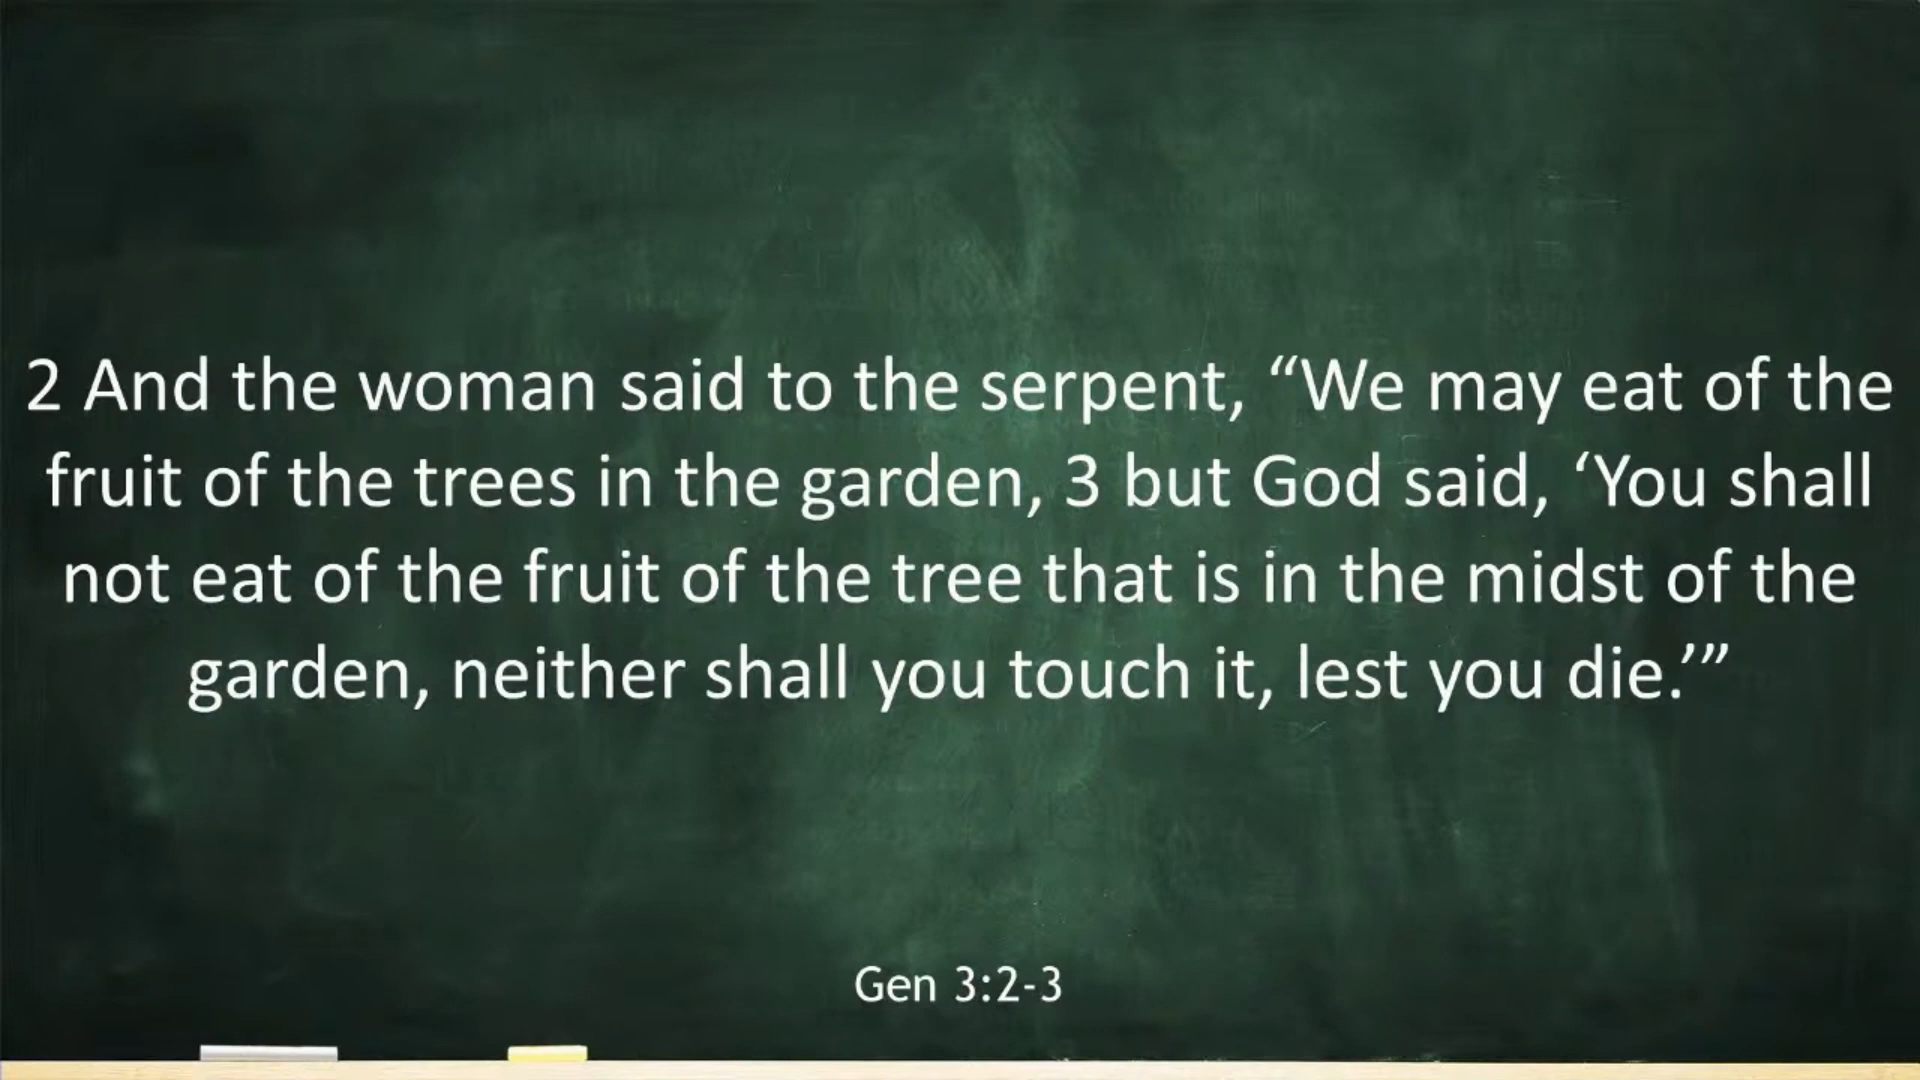 2 And the woman said to the serpent, “We may eat of the
fruit of the trees in the garden, 3 but God said, ‘You shall
not eat of the fruit of the tree that is in the midst of the
garden, neither shall you touch it, lest you die.’”
Gen 3:2-3